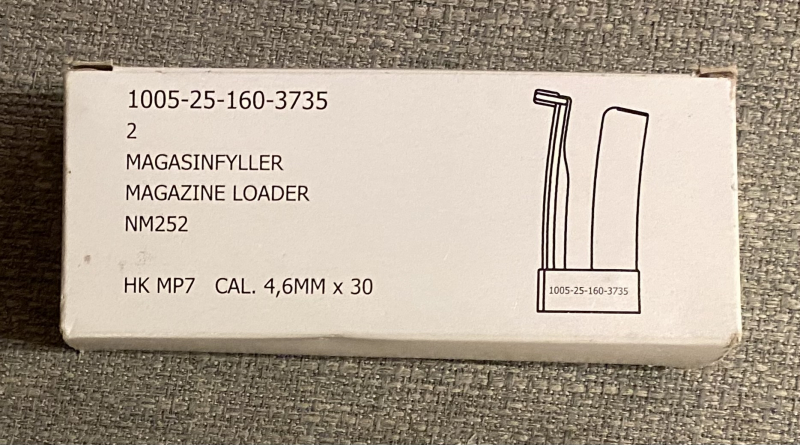 1005-25-160-3735
2
MAGASINFYLLER
MAGAZINE LOADER
NM252
HK MP7 CAL. 4,6MM x 30
1005-25-160-3735